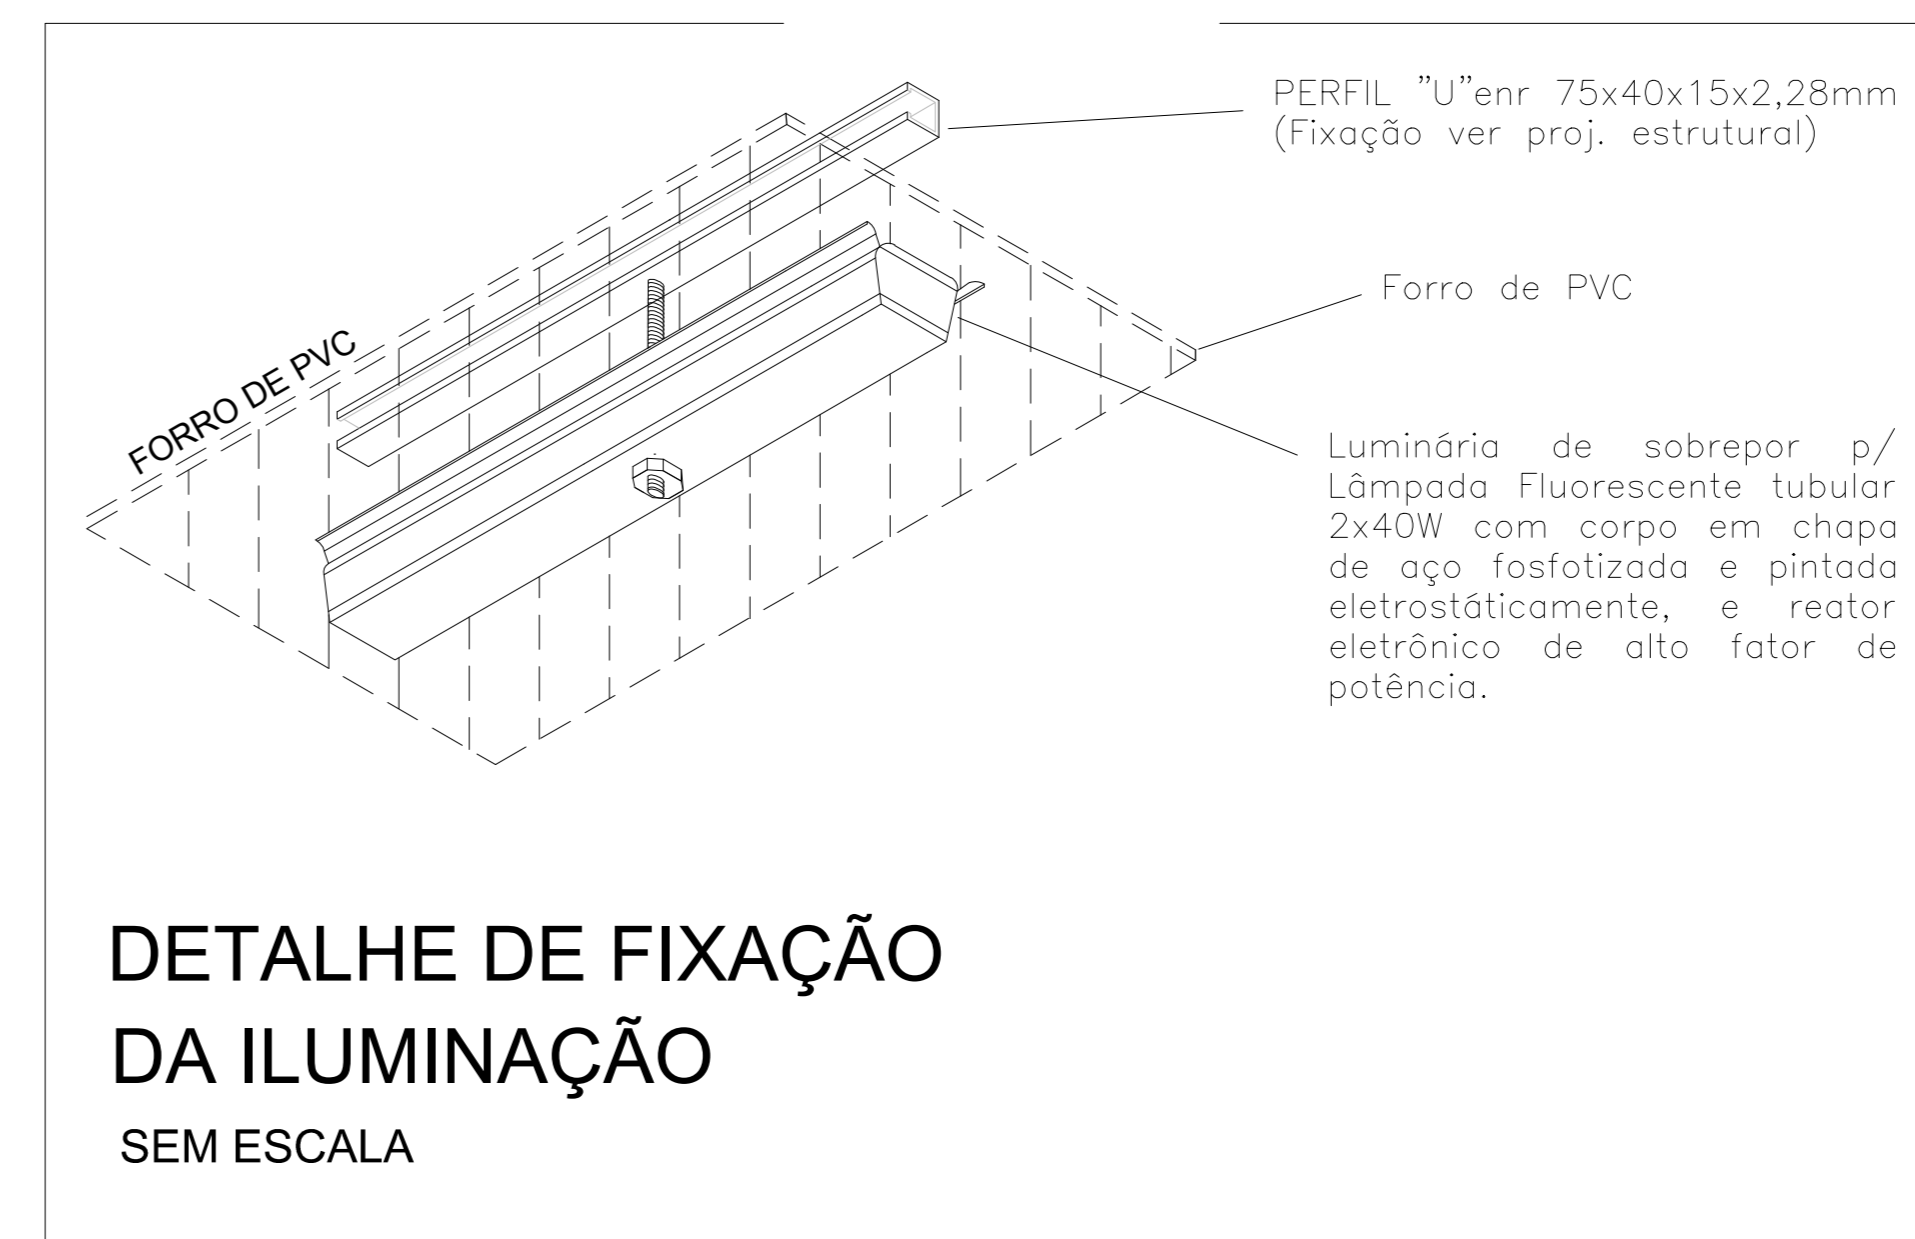 PERFIL "U"enr 75x40x15x2,28mm
(Fixação ver proj. estrutural)
Forro de PVC
FORRO DE PVC
Luminária de sobrepor p/
Lâmpada Fluorescente tubular
2x40W com corpo em chapa
de aço fosfotizada e pintada
eletrostáticamente, e reator
eletrônico de alto fator de
potência.
DETALHE DE FIXAÇÃO
DA ILUMINAÇÃO
SEM ESCALA